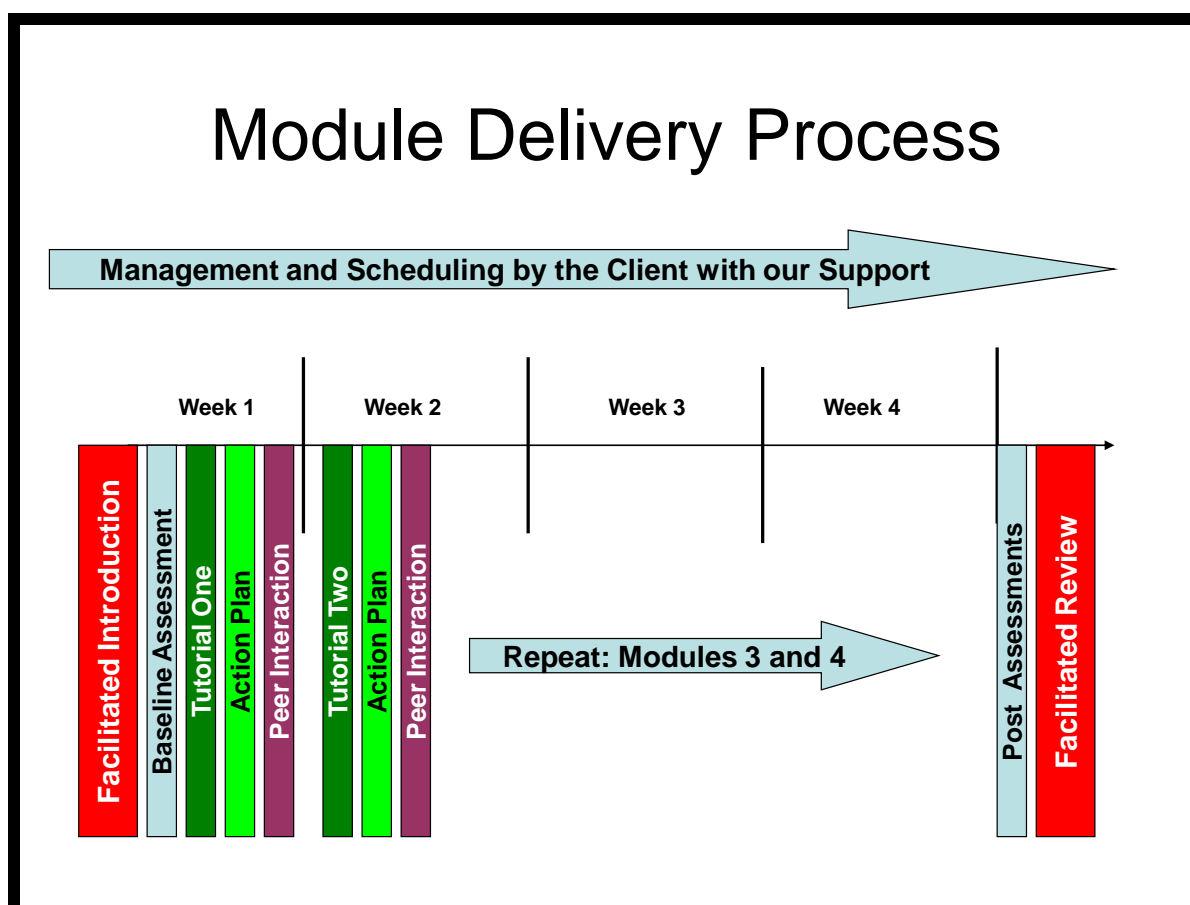 Module Delivery Process
Management and Scheduling by the Client with our Support
Week 1
Week 2
Week 3
Week 4
Facilitated Introduction
Baseline Assessment
Tutorial One
Action Plan
Peer Interaction
Tutorial Two
Action Plan
Peer Interaction
Repeat: Modules 3 and 4
Post Assessments
Facilitated Review